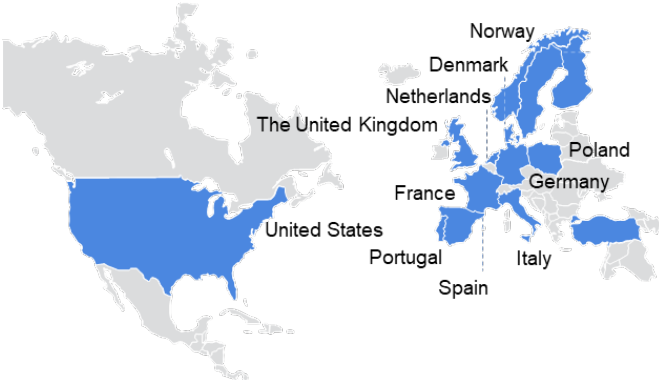 Norway
Denmark
Netherlands
The United Kingdom
Poland
Germany
France
United States
Portugal
Italy
Spain